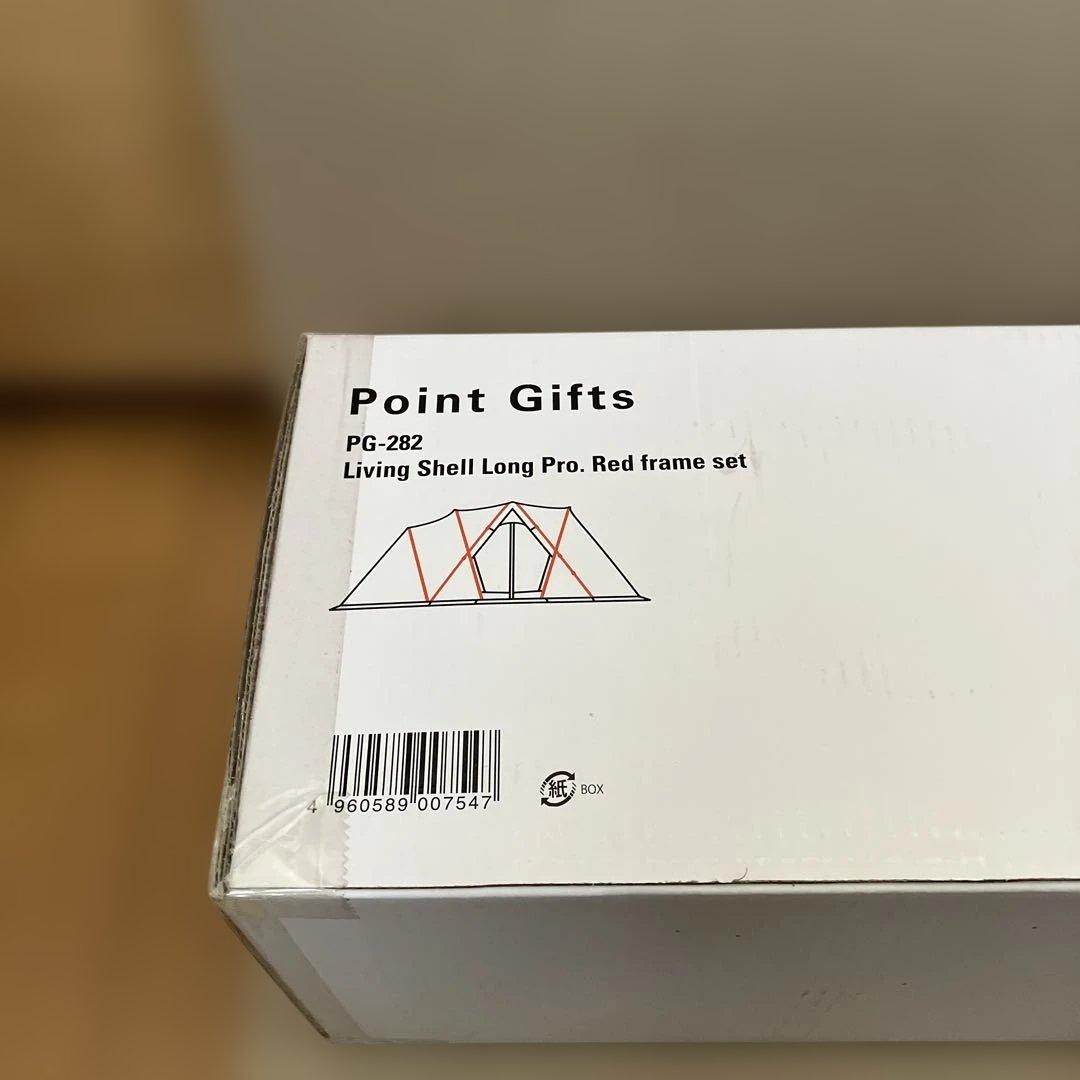 Point Gifts
PG-282
Living Shell Long Pro. Red frame set
4 960589 007547
紙 BOX